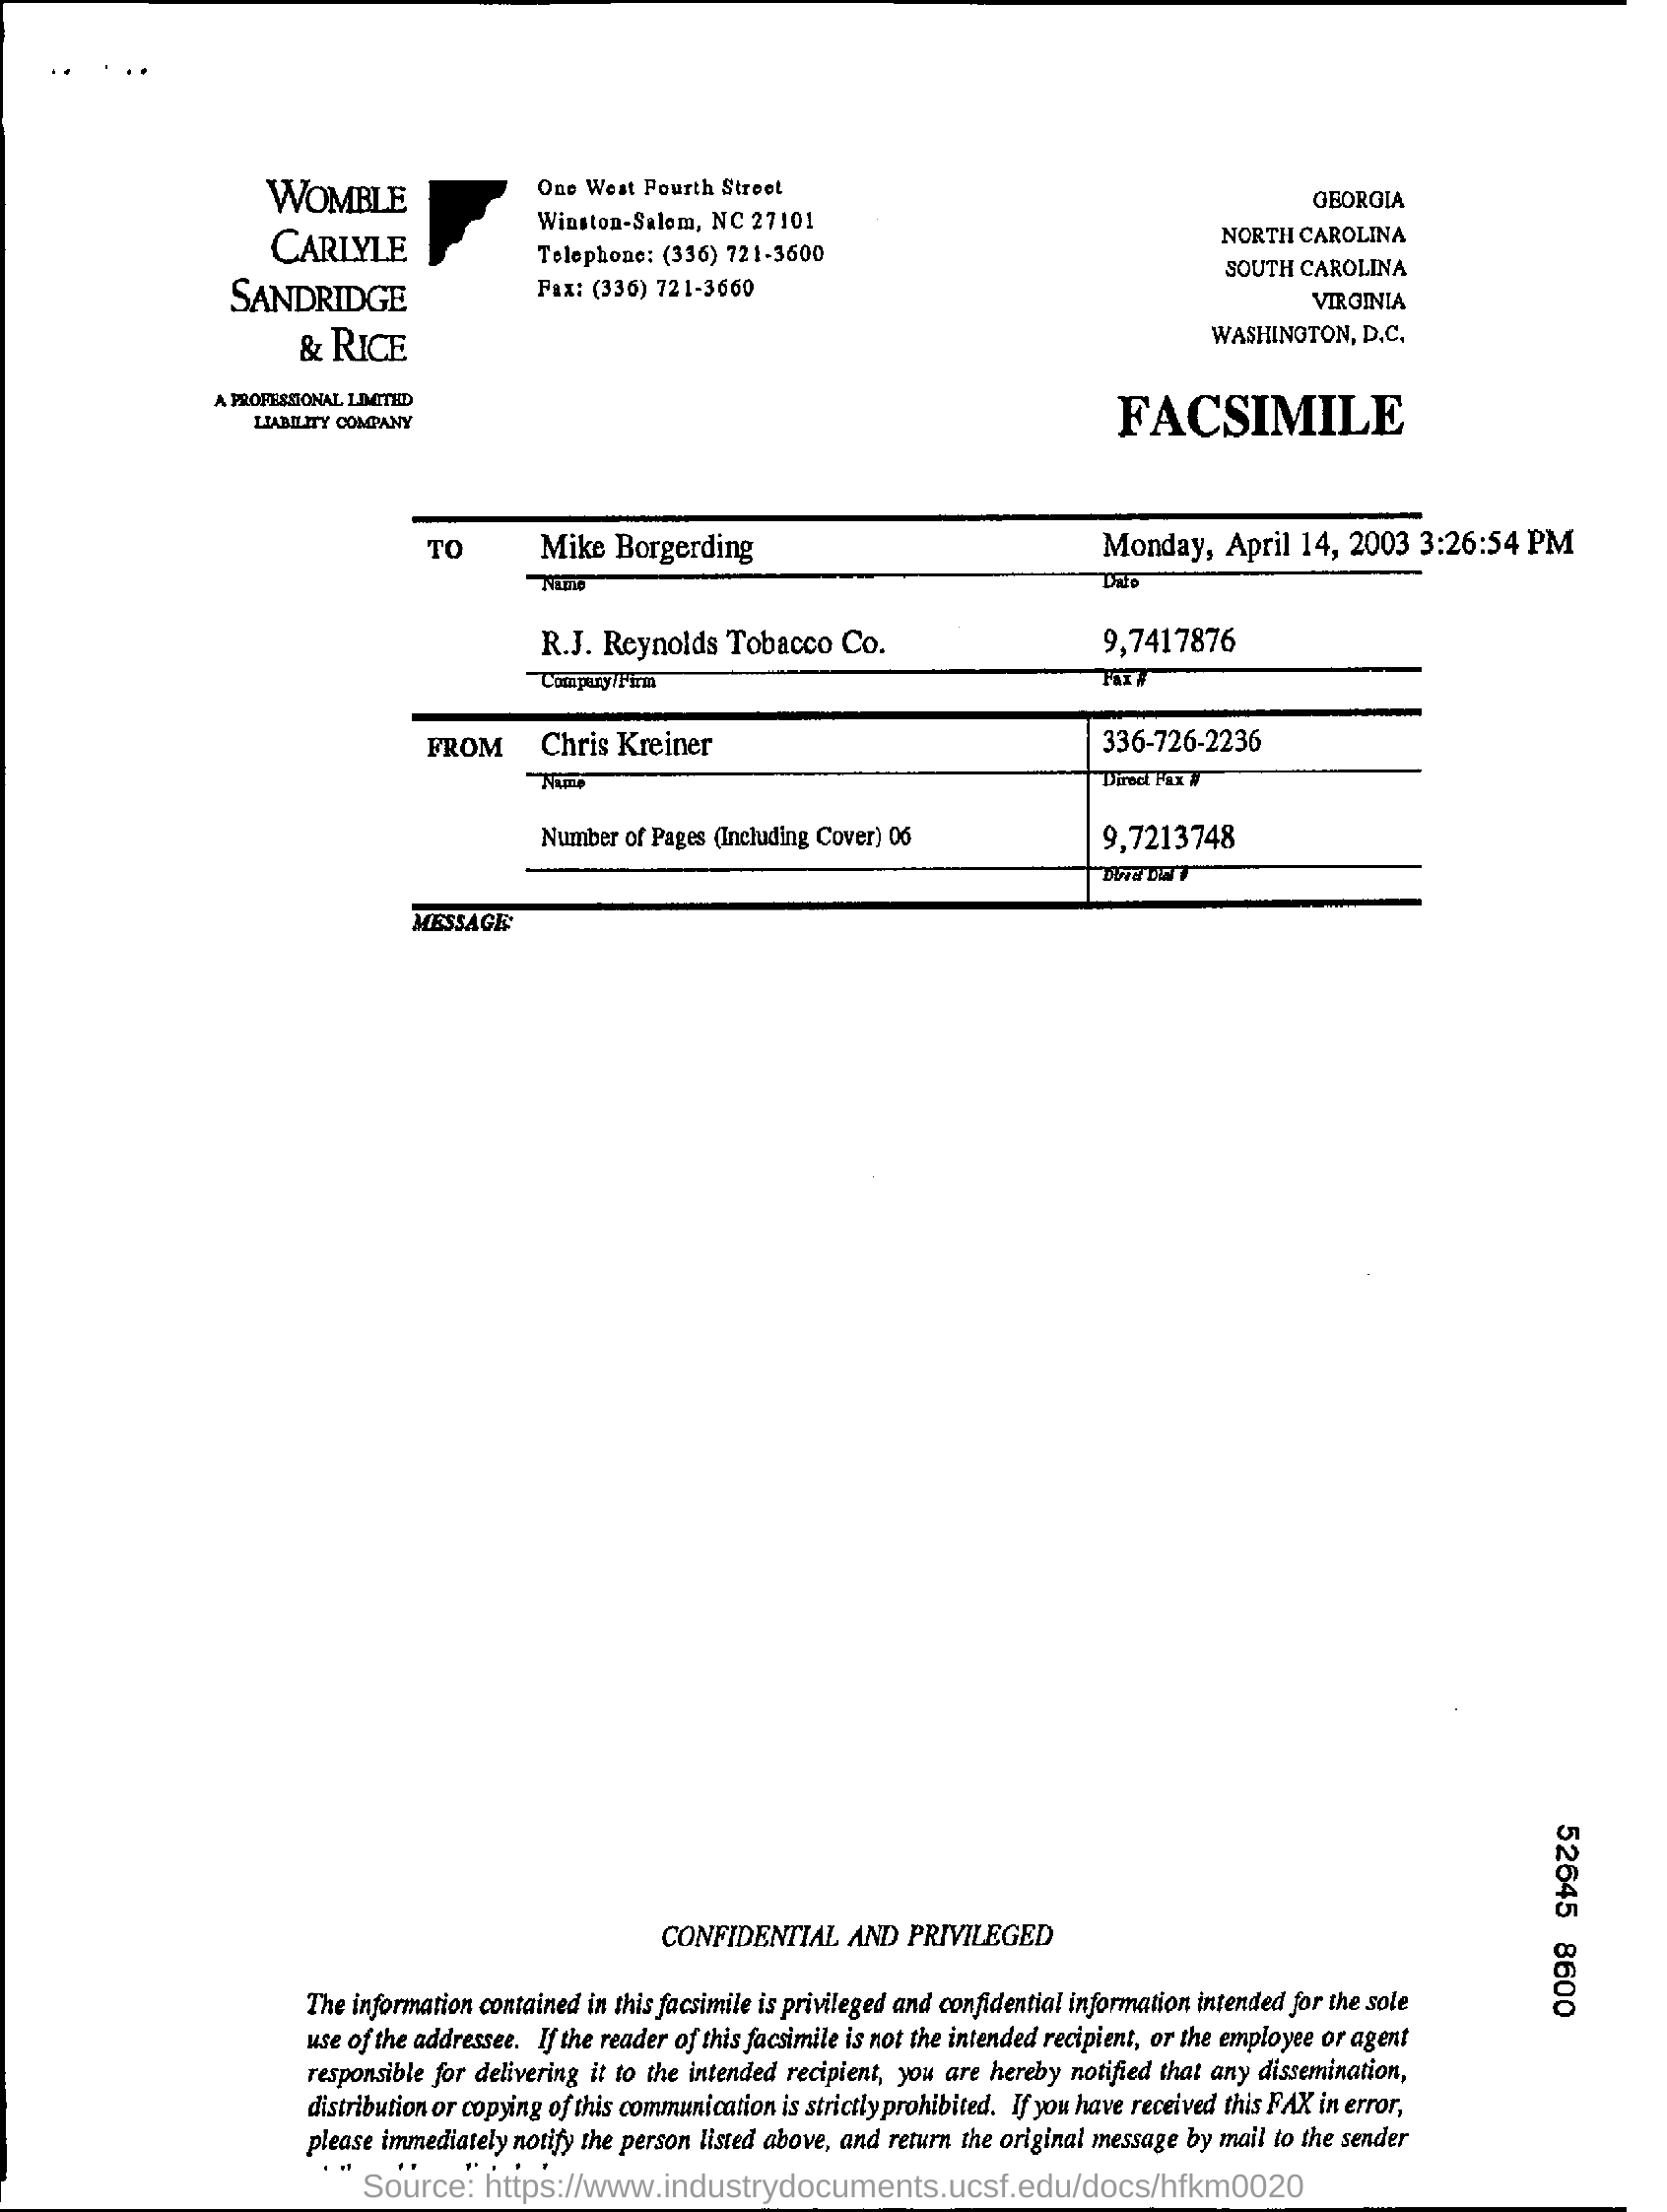 WOMBLE
CARLYLE
SANDRIDGE
& RICE
A PROFESSIONAL LIMITED
LIABILITY COMPANY
One West Fourth Street
Winston-Salem, NC 27101
Telephone: (336) 721-3600
Fax: (336) 721-3660
GEORGIA
NORTH CAROLINA
SOUTH CAROLINA
VIRGINIA
WASHINGTON, D.C.
FACSIMILE
TO Mike Borgerding Monday, April 14, 2003 3:26:54 PM
Name Date
R.J. Reynolds Tobacco Co. 9,7417876
Company/Firm Fax #
FROM Chris Kreiner 336-726-2236
Name Direct Fax #
Number of Pages (Including Cover) 06 9,7213748
Direct Dial #
MESSAGE:
52645 8600
CONFIDENTIAL AND PRIVILEGED
The information contained in this facsimile is privileged and confidential information intended for the sole
use of the addressee. If the reader of this facsimile is not the intended recipient, or the employee or agent
responsible for delivering it to the intended recipient, you are hereby notified that any dissemination,
distribution or copying of this communication is strictly prohibited. If you have received this FAX in error,
please immediately notify the person listed above, and return the original message by mail to the sender
Source: https://www.industrydocuments.ucsf.edu/docs/hfkm0020